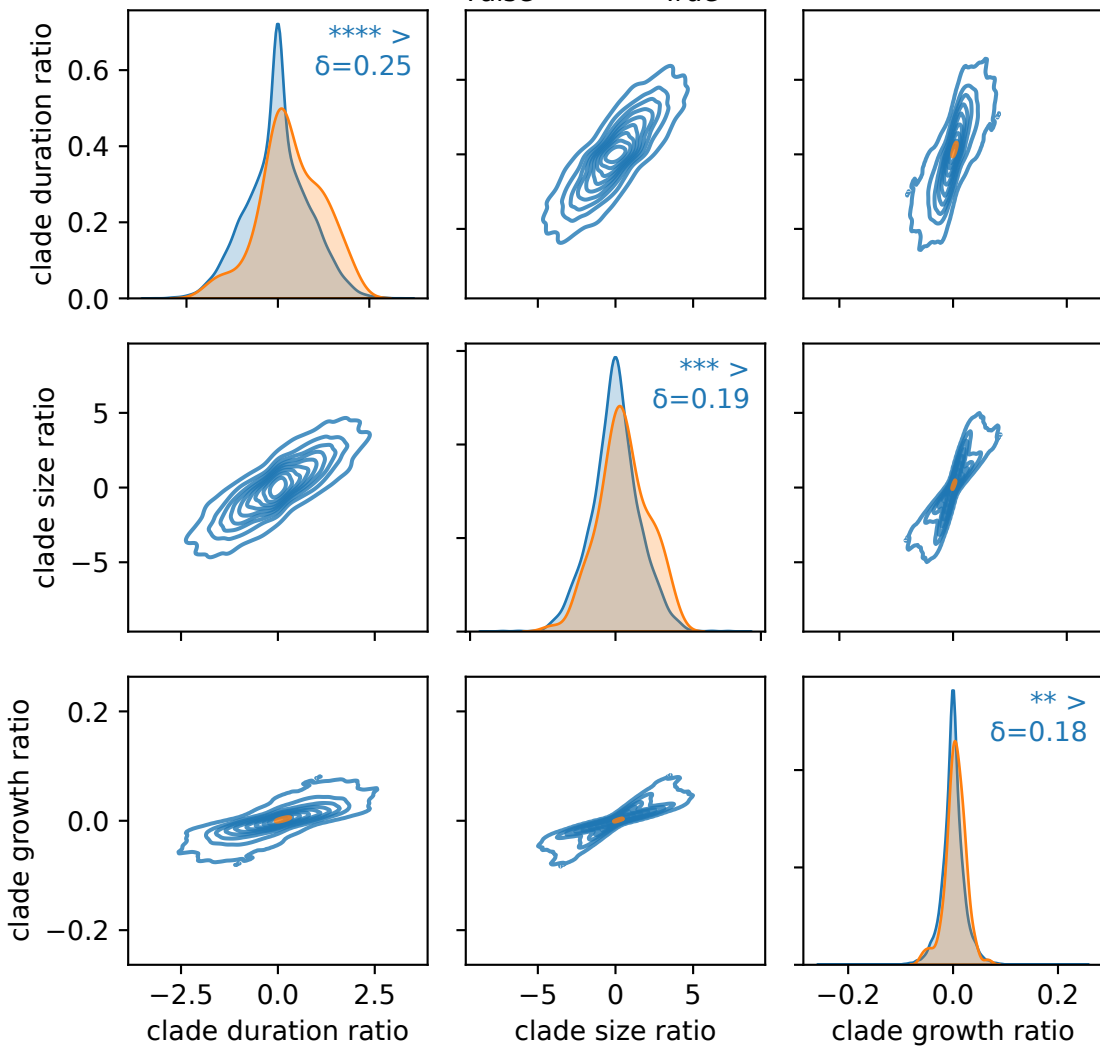 clade duration ratio
0.6
0.4
0.2
0.0
**** >
δ=0.25
clade size ratio
5
0
−5
*** >
δ=0.19
clade growth ratio
0.2
0.0
−0.2
** >
δ=0.18
−2.5 0.0 2.5
−5 0 5
−0.2 0.0 0.2
clade duration ratio
clade size ratio
clade growth ratio